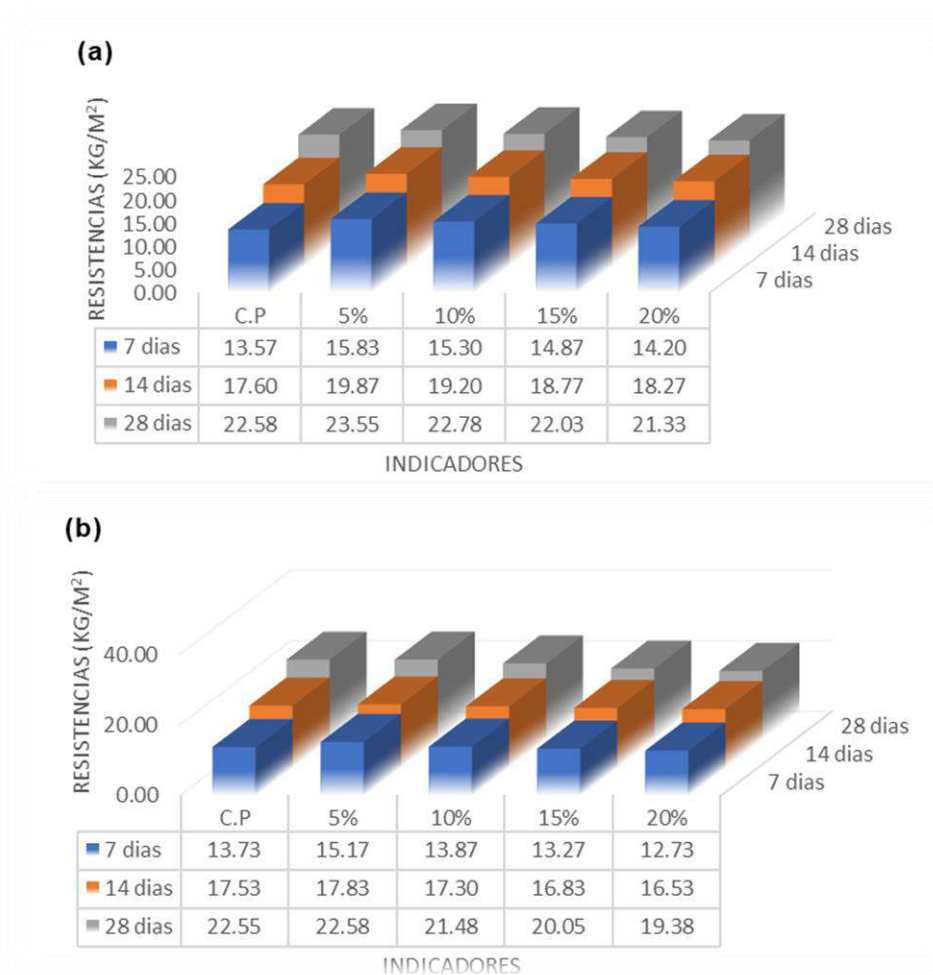 (a)
RESISTENCIAS (KG/M²)
25.00
20.00
15.00
10.00
5.00
0.00
28 dias
14 dias
7 dias
C.P 5% 10% 15% 20%
7 dias 13.57 15.83 15.30 14.87 14.20
14 dias 17.60 19.87 19.20 18.77 18.27
28 dias 22.58 23.55 22.78 22.03 21.33
INDICADORES
(b)
RESISTENCIAS (KG/M²)
40.00
20.00
0.00
28 dias
14 dias
7 dias
C.P 5% 10% 15% 20%
7 dias 13.73 15.17 13.87 13.27 12.73
14 dias 17.53 17.83 17.30 16.83 16.53
28 dias 22.55 22.58 21.48 20.05 19.38
INDICADORES